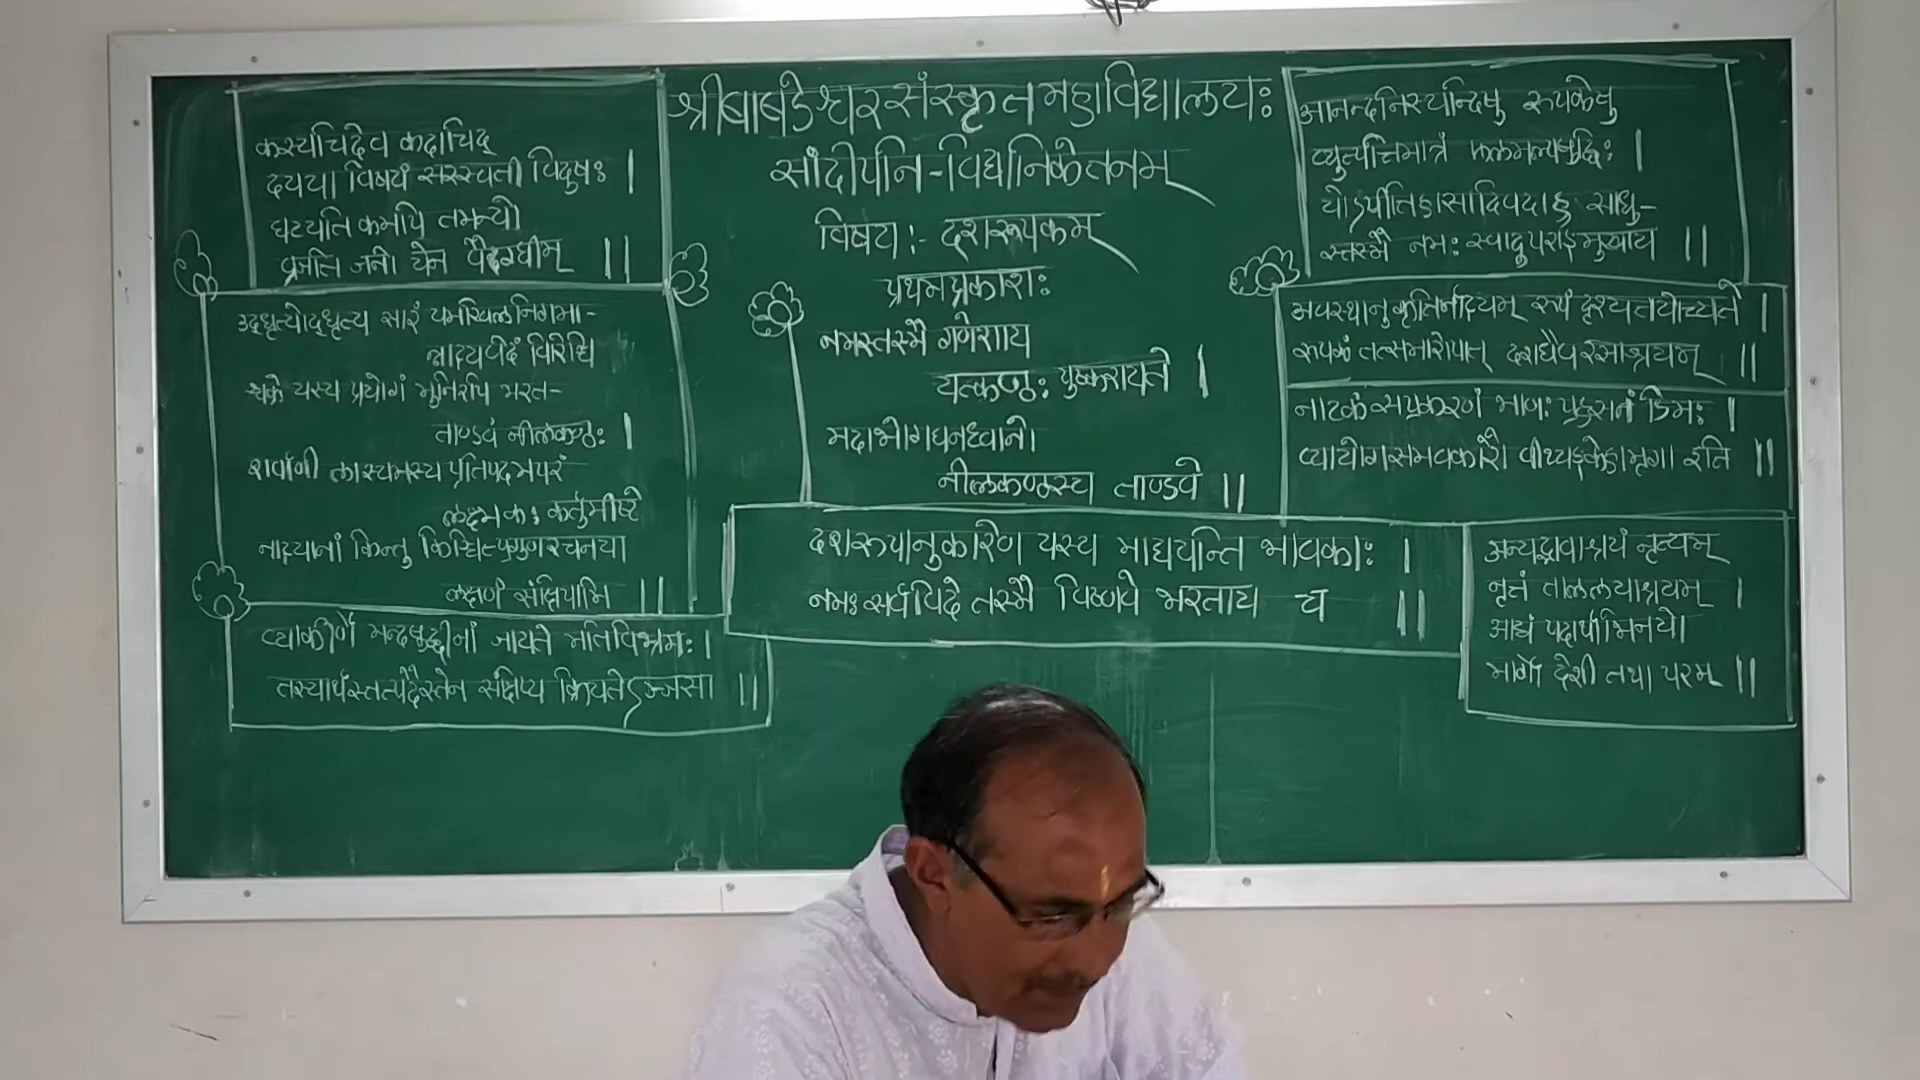 श्रीबाबडेश्वरसंस्कृतमहाविद्यालयः
सांदीपनि-विद्यानिकेतनम्
विषय:- दशरूपकम्
प्रथमप्रकाशः
नमस्तस्मै गणेशाय
यत्कण्ठः पुष्करायते ।
मदाभोगघनध्वानो
नीलकण्ठस्य ताण्डवे ॥
दशरूपानुकारेण यस्य माद्यन्ति भावकाः ।
नमः सर्वविदे तस्मै विष्णवे भरताय च ॥
कस्यचिदेव कदाचिद्
दयया विषयं सरस्वती विदुषः ।
घटयति कमपि तमन्यो
व्रजति जनो येन वैदग्धीम् ॥
उद्धृत्योद्धृत्य सारं यमखिलनिगमा-
न्नाट्यवेदं विरिञ्चि
श्चक्रे यस्य प्रयोगं मुनिरपि भरत-
ताण्डवं नीलकण्ठः ।
शर्वाणी लास्यमस्य प्रतिपदमपरं
लक्ष्म कः कर्तुमीष्टे
नाट्यानां किन्तु किञ्चित्प्रगुणरचनया
लक्षणं संक्षिपामि ॥
व्याकीर्णे मन्दबुद्धीनां जायते मतिविभ्रमः ।
तस्यार्थस्तत्पदैस्तेन संक्षिप्य क्रियतेऽञ्जसा ॥
आनन्दनिस्यन्दिषु रूपकेषु
व्युत्पत्तिमात्रं फलमल्पबुद्धिः ।
योऽपीतिहासादिवदाह साधु-
स्तस्मै नमः स्वादुपराङ्मुखाय ॥
अवस्थानुकृतिर्नाट्यम् रूपं दृश्यतयोच्यते ।
रूपकं तत्समारोपात् दशधैव रसाश्रयम् ॥
नाटकं सप्रकरणं भाणः प्रहसनं डिमः ।
व्यायोगसमवकारौ वीथ्यङ्केहामृगा इति ॥
अन्यद्भावाश्रयं नृत्यम्
नृत्तं ताललयाश्रयम् ।
आद्यं पदार्थाभिनयो
मार्गो देशी तथा परम् ॥